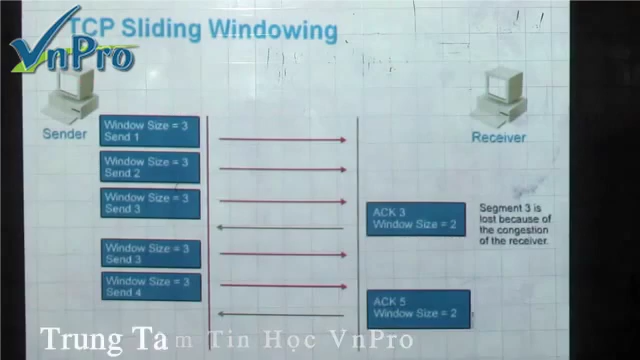 TCP Sliding Windowing
VnPro
Sender
Receiver
Window Size = 3
Send 1
Window Size = 3
Send 2
Window Size = 3
Send 3
ACK 3
Window Size = 2
Segment 3 is
lost because of
the congestion
of the receiver.
Window Size = 3
Send 3
Window Size = 3
Send 4
ACK 5
Window Size = 2
Trung Tâm Tin Học VnPro